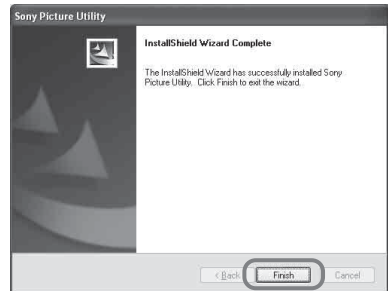 Sony Picture Utility
InstallShield Wizard Complete
The InstallShield Wizard has successfully installed Sony
Picture Utility. Click Finish to exit the wizard.
< Back
Finish
Cancel